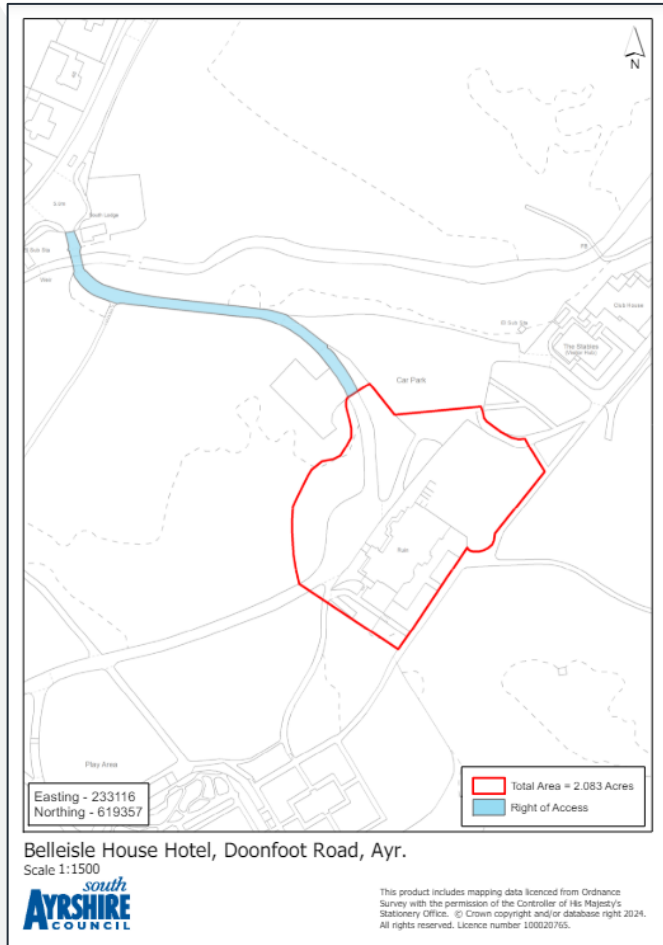 N
South Lodge
El Sub Sta
Weir
FB
Club House
El Sub Sta
The Stables
Car Park
Ruin
Play Area
Easting - 233116
Northing - 619357
Total Area = 2.083 Acres
Right of Access
Belleisle House Hotel, Doonfoot Road, Ayr.
Scale 1:1500
south
AYRSHIRE
COUNCIL
This product includes mapping data licenced from Ordnance
Survey with the permission of the Controller of His Majesty's
Stationery Office. © Crown copyright and/or database right 2024.
All rights reserved. Licence number 100020765.